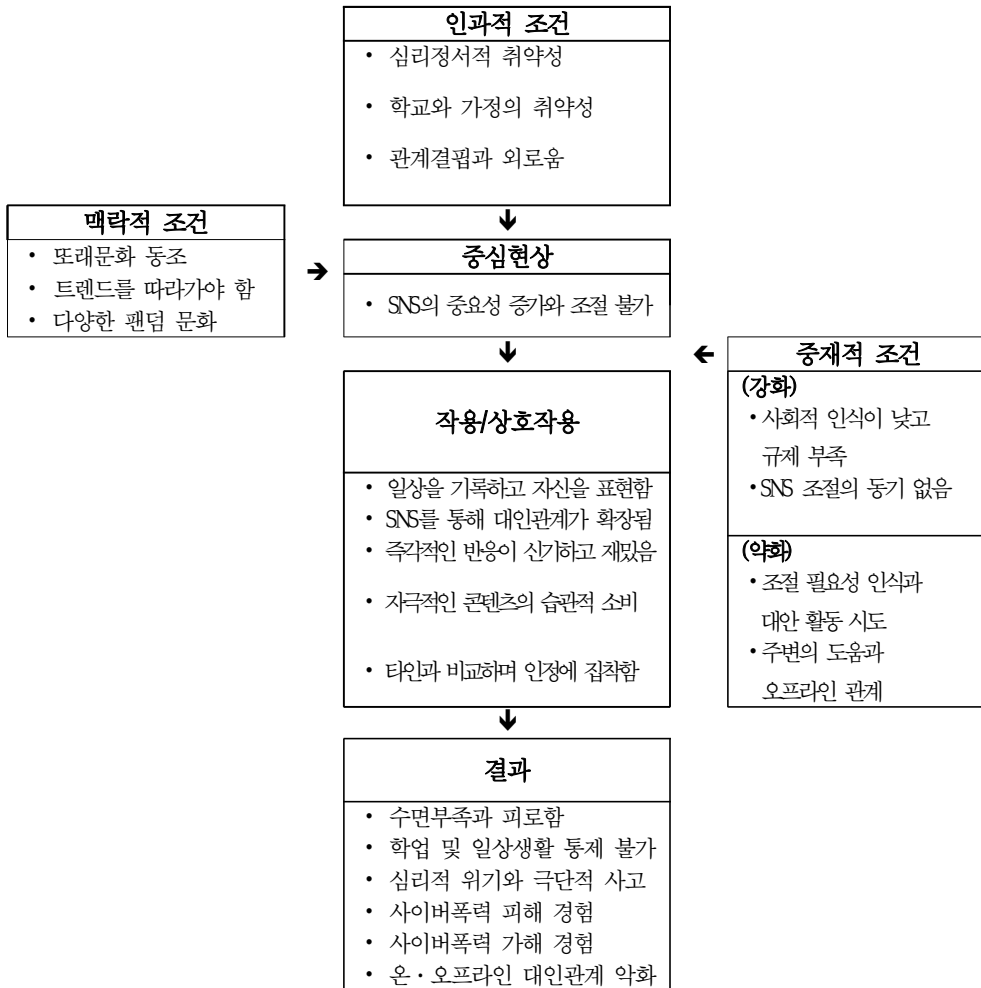 인과적 조건
• 심리정서적 취약성
• 학교와 가정의 취약성
• 관계결핍과 외로움
맥락적 조건
• 또래문화 동조
• 트렌드를 따라가야 함
• 다양한 팬덤 문화
중심현상
• SNS의 중요성 증가와 조절 불가
작용/상호작용
• 일상을 기록하고 자신을 표현함
• SNS를 통해 대인관계가 확장됨
• 즉각적인 반응이 신기하고 재밌음
• 자극적인 콘텐츠의 습관적 소비
• 타인과 비교하며 인정에 집착함
중재적 조건
(강화)
• 사회적 인식이 낮고
규제 부족
• SNS 조절의 동기 없음
(약화)
• 조절 필요성 인식과
대안 활동 시도
• 주변의 도움과
오프라인 관계
결과
• 수면부족과 피로함
• 학업 및 일상생활 통제 불가
• 심리적 위기와 극단적 사고
• 사이버폭력 피해 경험
• 사이버폭력 가해 경험
• 온·오프라인 대인관계 악화